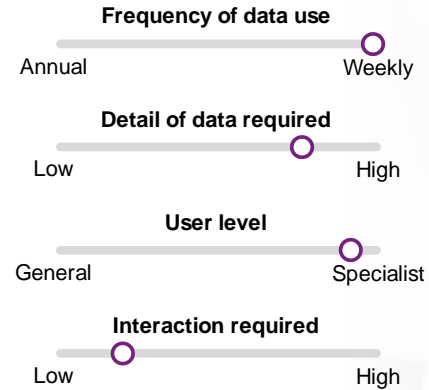 Frequency of data use
Annual Weekly
Detail of data required
Low High
User level
General Specialist
Interaction required
Low High